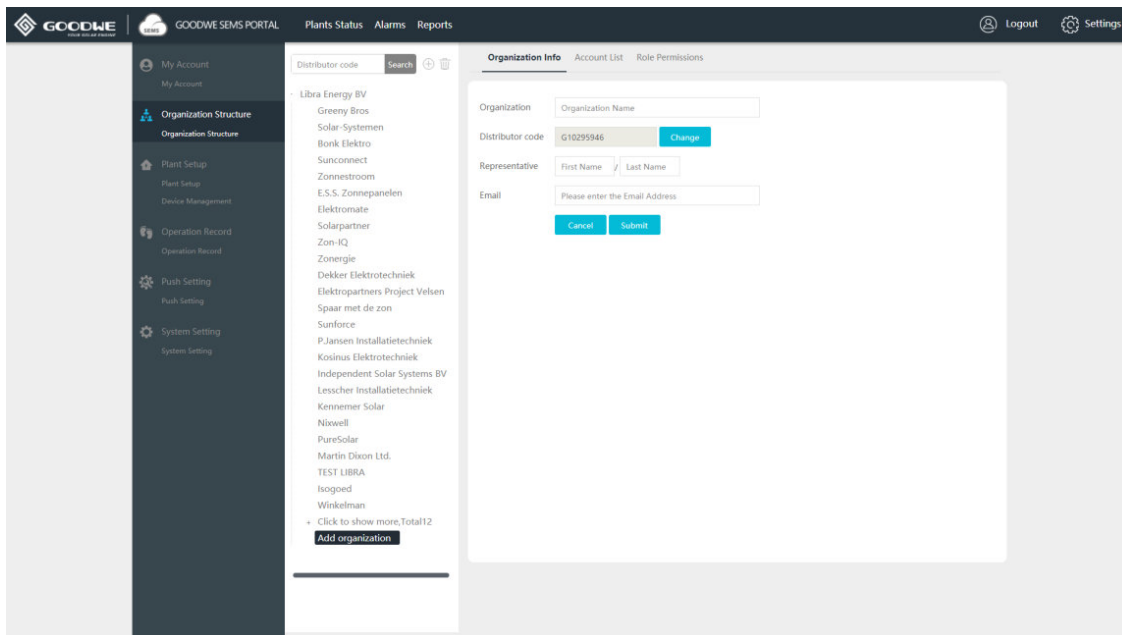 GOODWE
YOUR SOLAR ENGINE
SEMS
GOODWE SEMS PORTAL
Plants Status Alarms Reports
Logout
Settings
My Account
My Account
Organization Structure
Organization Structure
Plant Setup
Plant Setup
Device Management
Operation Record
Operation Record
Push Setting
Push Setting
System Setting
System Setting
Distributor code Search
- Libra Energy BV
Greeny Bros
Solar-Systemen
Bonk Elektro
Sunconnect
Zonnestroom
E.S.S. Zonnepanelen
Elektromate
Solarpartner
Zon-IQ
Zonergie
Dekker Elektrotechniek
Elektropartners Project Velsen
Spaar met de zon
Sunforce
P.Jansen Installatietechniek
Kosinus Elektrotechniek
Independent Solar Systems BV
Lesscher Installatietechniek
Kennemer Solar
Nixwell
PureSolar
Martin Dixon Ltd.
TEST LIBRA
Isogoed
Winkelman
+ Click to show more,Total12
Add organization
Organization Info Account List Role Permissions
Organization Organization Name
Distributor code G10295946 Change
Representative First Name / Last Name
Email Please enter the Email Address
Cancel Submit